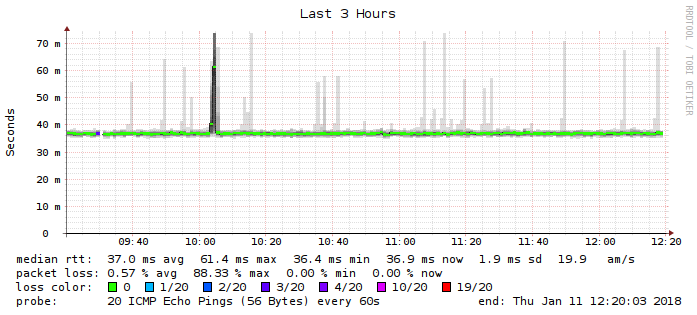 Last 3 Hours
RRDTOOL / TOBI OETIKER
Seconds
70 m
60 m
50 m
40 m
30 m
20 m
10 m
0
09:40 10:00 10:20 10:40 11:00 11:20 11:40 12:00 12:20
median rtt: 37.0 ms avg 61.4 ms max 36.4 ms min 36.9 ms now 1.9 ms sd 19.9 am/s
packet loss: 0.57 % avg 88.33 % max 0.00 % min 0.00 % now
loss color: 0 1/20 2/20 3/20 4/20 10/20 19/20
probe: 20 ICMP Echo Pings (56 Bytes) every 60s end: Thu Jan 11 12:20:03 2018